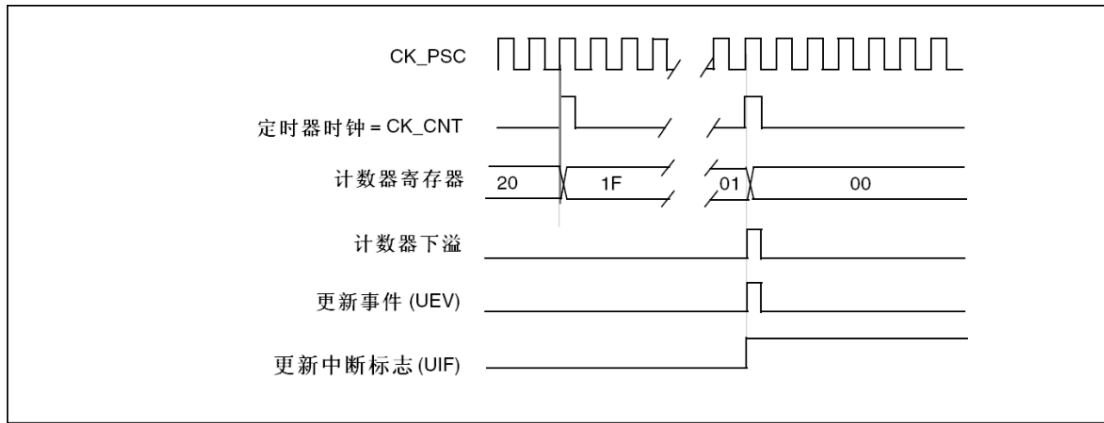 CK_PSC
定时器时钟 = CK_CNT
计数器寄存器 20 1F 01 00
计数器下溢
更新事件 (UEV)
更新中断标志 (UIF)